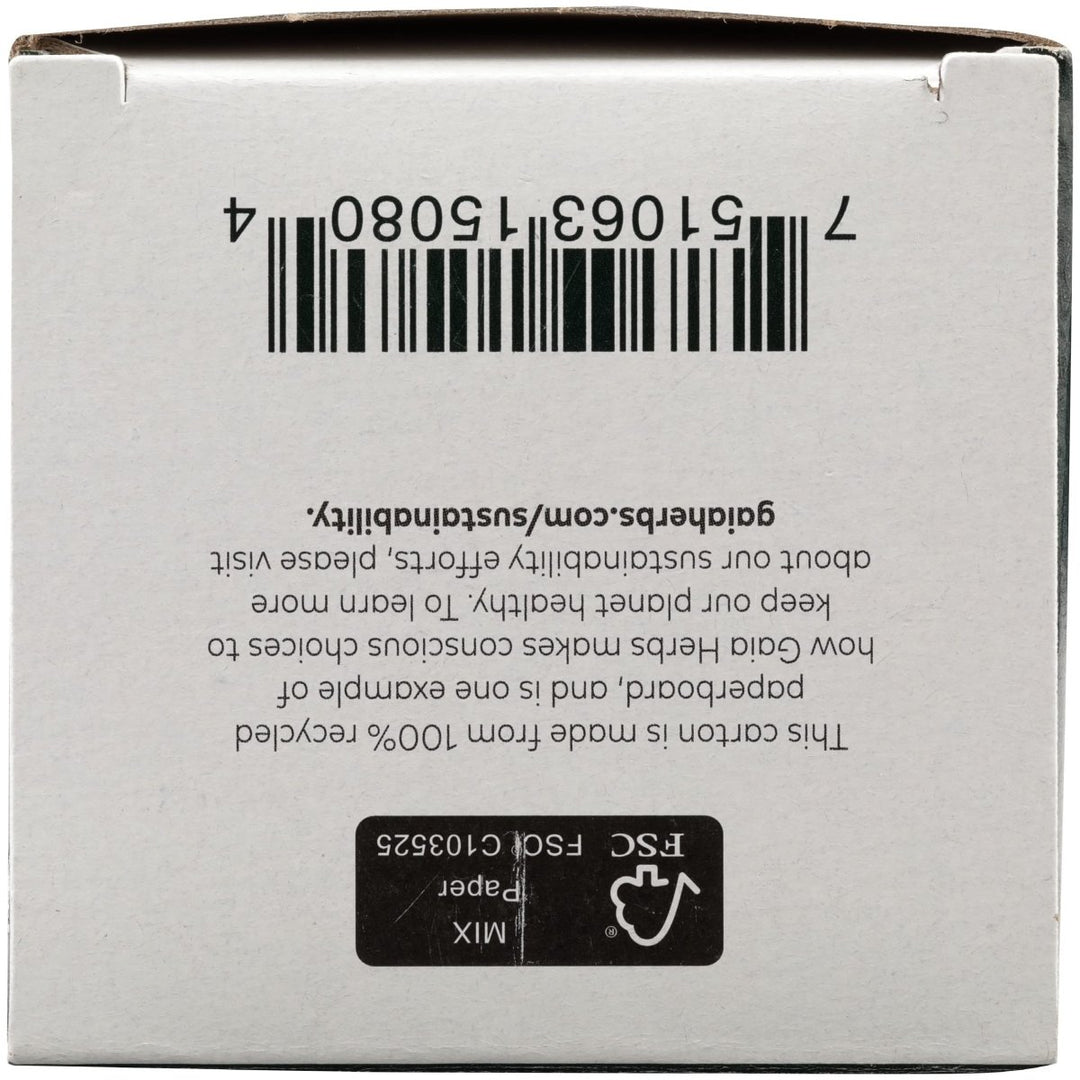 MIX
Paper
FSC® C103525
®
FSC
This carton is made from 100% recycled
paperboard, and is one example of
how Gaia Herbs makes conscious choices to
keep our planet healthy. To learn more
about our sustainability efforts, please visit
gaiaherbs.com/sustainability.
7 51063 15080 4